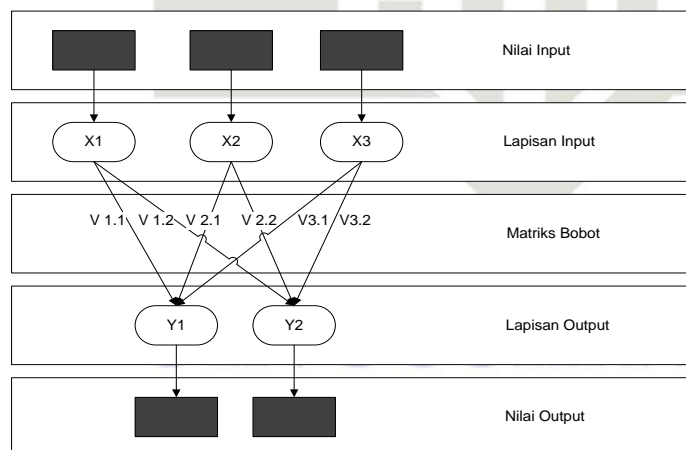 Nilai Input
X1 X2 X3 Lapisan Input
V 1.1 V 1.2 V 2.1 V 2.2 V3.1 V3.2 Matriks Bobot
Y1 Y2 Lapisan Output
Nilai Output